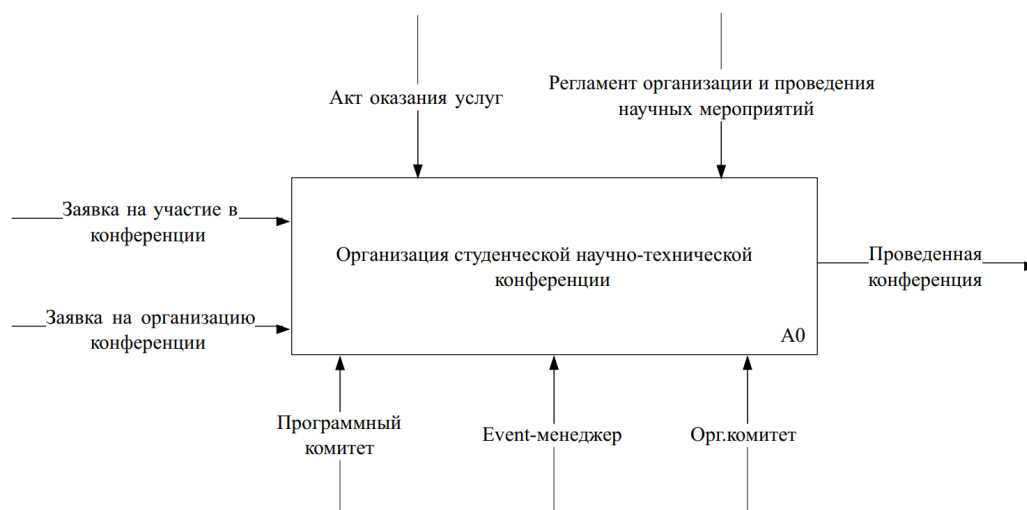 Акт оказания услуг
Регламент организации и проведения
научных мероприятий
Заявка на участие в
конференции
Организация студенческой научно-технической
конференции
Проведенная
конференция
Заявка на организацию
конференции
A0
Программный
комитет
Event-менеджер
Орг.комитет